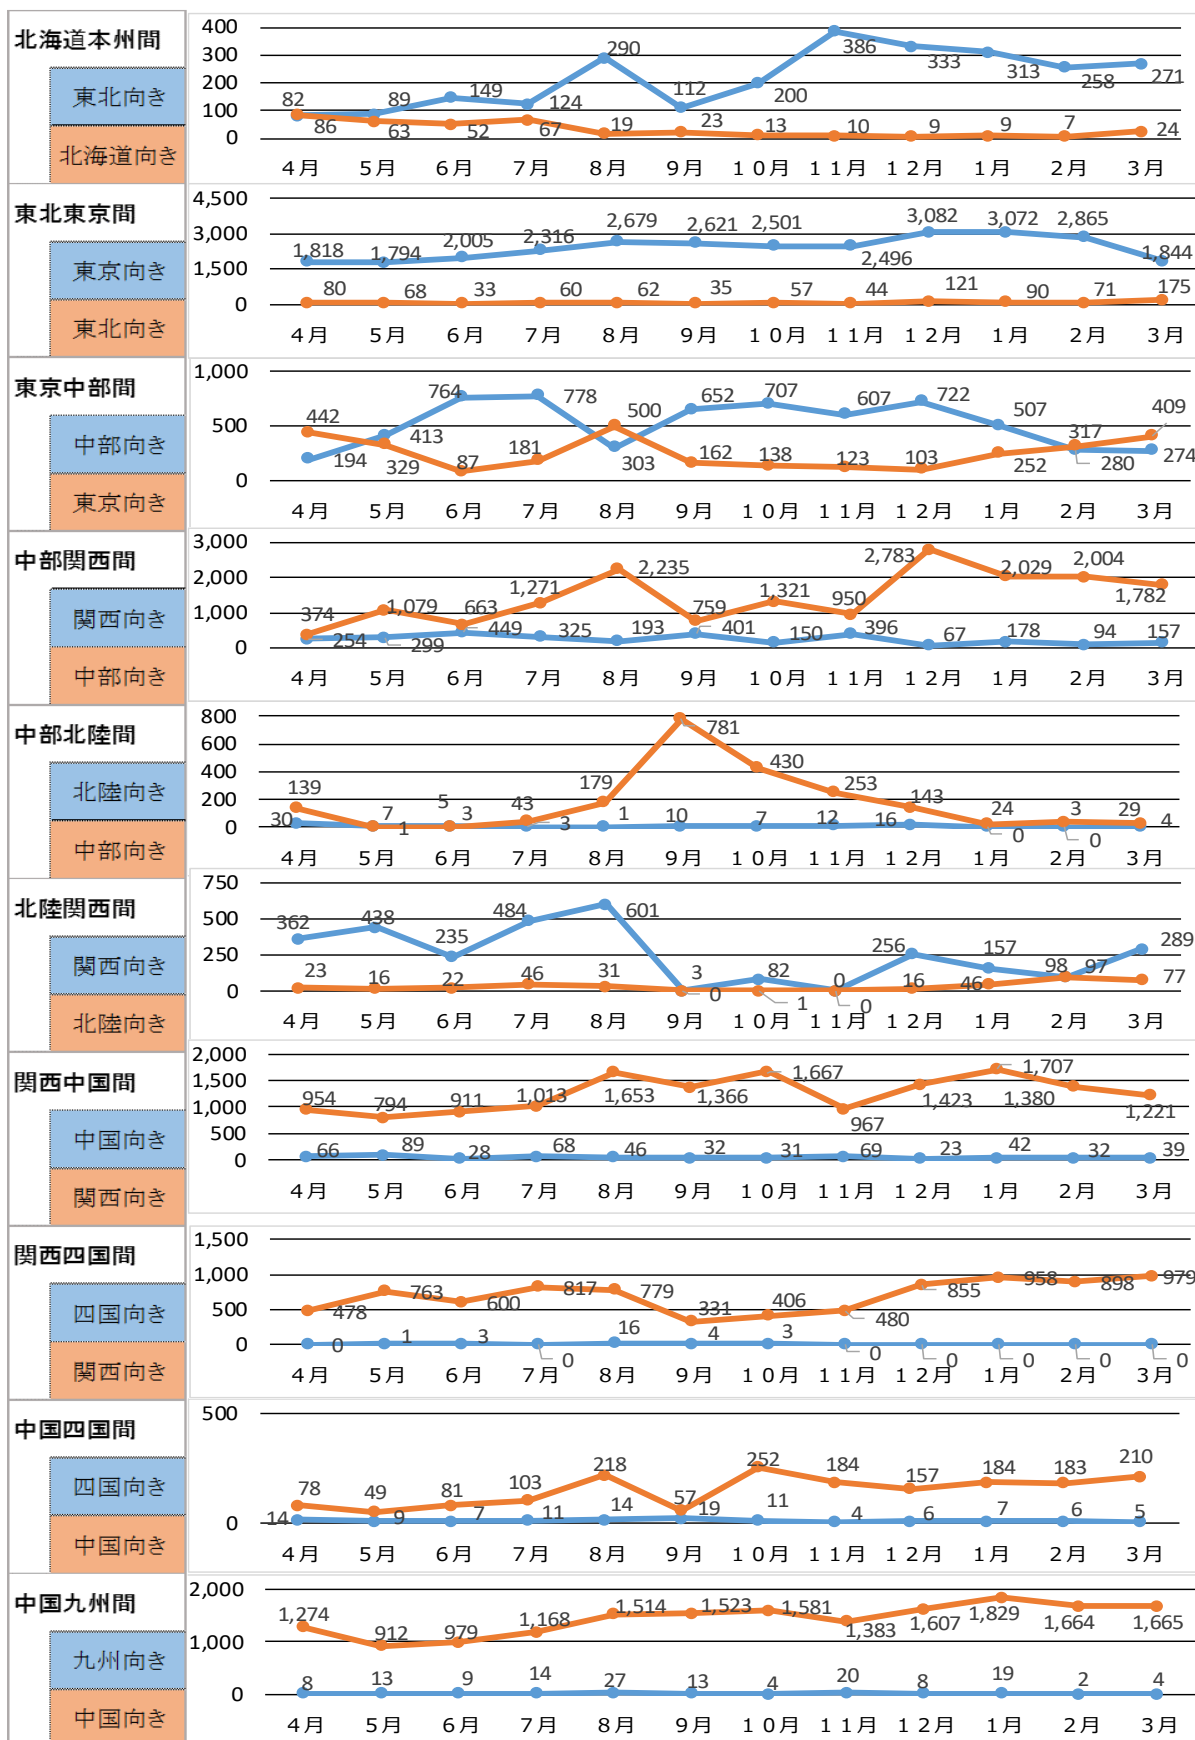 北海道本州間
東北向き
北海道向き
400
300
200
100
0
82 89 149 124 290 112 200 386 333 313 258 271
86 63 52 67 19 23 13 10 9 9 7 24
4月 5月 6月 7月 8月 9月 10月 11月 12月 1月 2月 3月
東北東京間
東京向き
東北向き
4,500
3,000
1,500
0
1,818 1,794 2,005 2,316 2,679 2,621 2,501 2,496 3,082 3,072 2,865 1,844
80 68 33 60 62 35 57 44 121 90 71 175
4月 5月 6月 7月 8月 9月 10月 11月 12月 1月 2月 3月
東京中部間
中部向き
東京向き
1,000
500
0
442 329 87 181 500 162 138 123 103 252 317 409
194 413 764 778 303 652 707 607 722 507 280 274
4月 5月 6月 7月 8月 9月 10月 11月 12月 1月 2月 3月
中部関西間
関西向き
中部向き
3,000
2,000
1,000
0
374 1,079 663 1,271 2,235 759 1,321 950 2,783 2,029 2,004 1,782
254 299 449 325 193 401 150 396 67 178 94 157
4月 5月 6月 7月 8月 9月 10月 11月 12月 1月 2月 3月
中部北陸間
北陸向き
中部向き
800
600
400
200
0
139 7 5 43 179 781 430 253 143 24 3 29
30 1 3 3 1 10 7 12 16 0 0 4
4月 5月 6月 7月 8月 9月 10月 11月 12月 1月 2月 3月
北陸関西間
関西向き
北陸向き
750
500
250
0
362 438 235 484 601 3 82 0 256 157 98 289
23 16 22 46 31 0 1 0 16 46 97 77
4月 5月 6月 7月 8月 9月 10月 11月 12月 1月 2月 3月
関西中国間
中国向き
関西向き
2,000
1,500
1,000
500
0
954 794 911 1,013 1,653 1,366 1,667 967 1,423 1,707 1,380 1,221
66 89 28 68 46 32 31 69 23 42 32 39
4月 5月 6月 7月 8月 9月 10月 11月 12月 1月 2月 3月
関西四国間
四国向き
関西向き
1,500
1,000
500
0
478 763 600 817 779 331 406 480 855 958 898 979
0 1 3 0 16 4 3 0 0 0 0 0
4月 5月 6月 7月 8月 9月 10月 11月 12月 1月 2月 3月
中国四国間
四国向き
中国向き
500
0
78 49 81 103 218 57 252 184 157 184 183 210
14 9 7 11 14 19 11 4 6 7 6 5
4月 5月 6月 7月 8月 9月 10月 11月 12月 1月 2月 3月
中国九州間
九州向き
中国向き
2,000
1,000
0
1,274 912 979 1,168 1,514 1,523 1,581 1,383 1,607 1,829 1,664 1,665
8 13 9 14 27 13 4 20 8 19 2 4
4月 5月 6月 7月 8月 9月 10月 11月 12月 1月 2月 3月